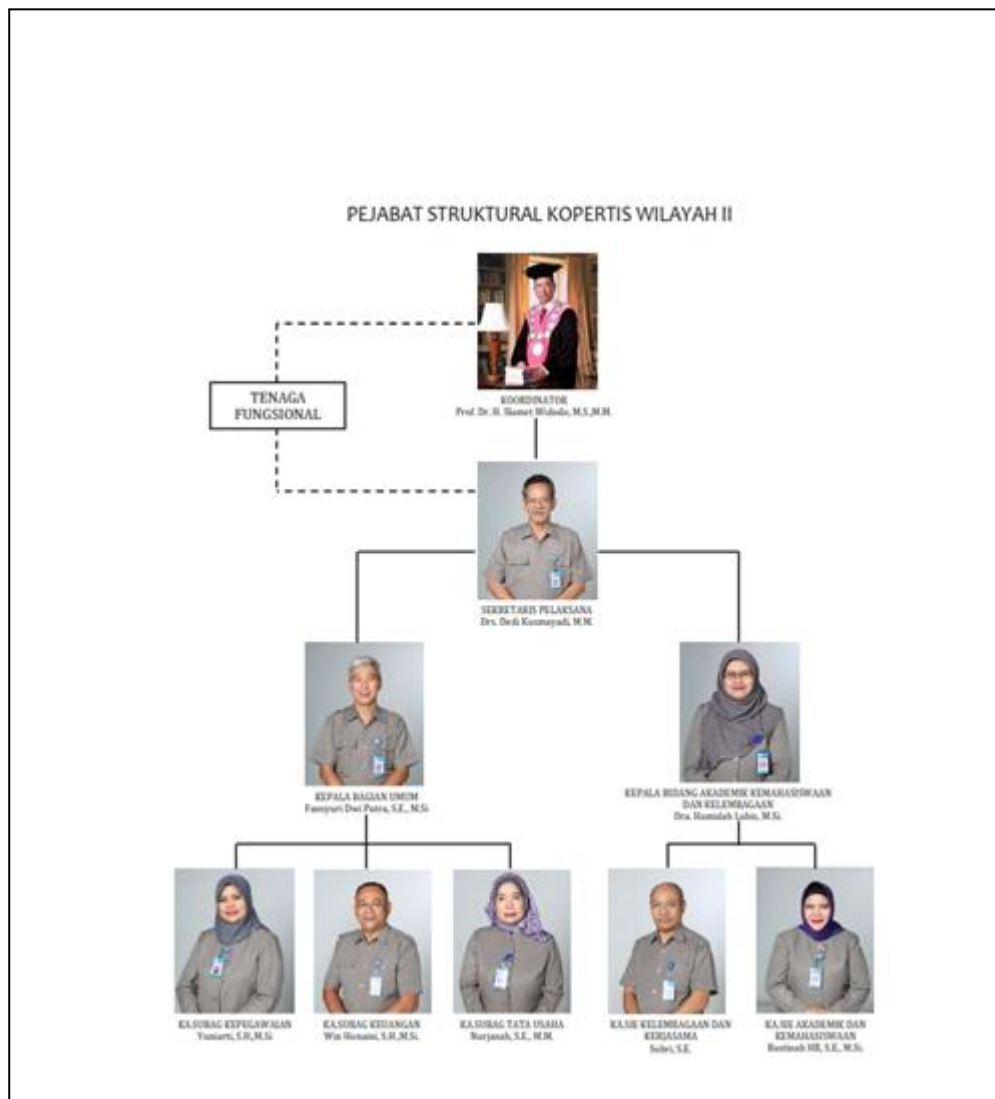 PEJABAT STRUKTURAL KOPERTIS WILAYAH II
TENAGA
FUNGSIONAL
KOORDINATOR
Prof. Dr. H. Slamet Widodo, M.S.,M.M.
SEKRETARIS PELAKSANA
Drs. Dedi Kusmayadi, M.M.
KEPALA BAGIAN UMUM
Dwi Putra, S.E., M.Si
KEPALA BIDANG AKADEMIK KEMAHASISWAAN
DAN KELEMBAGAAN
Dra. Hamidah Lubis, M.Si.
KA.SUBAG KEPEGAWAIAN
Yuniarti, S.H.,M.Si
KA.SUBAG KEUANGAN
Win Honaini, S.H.,M.Si.
KA.SUBAG TATA USAHA
Nurjanah, S.E., M.M.
KA.SIE KELEMBAGAAN DAN
KERJASAMA
Subri, S.E.
KA.SIE AKADEMIK DAN
KEMAHASISWAAN
HR, S.E., M.Si.